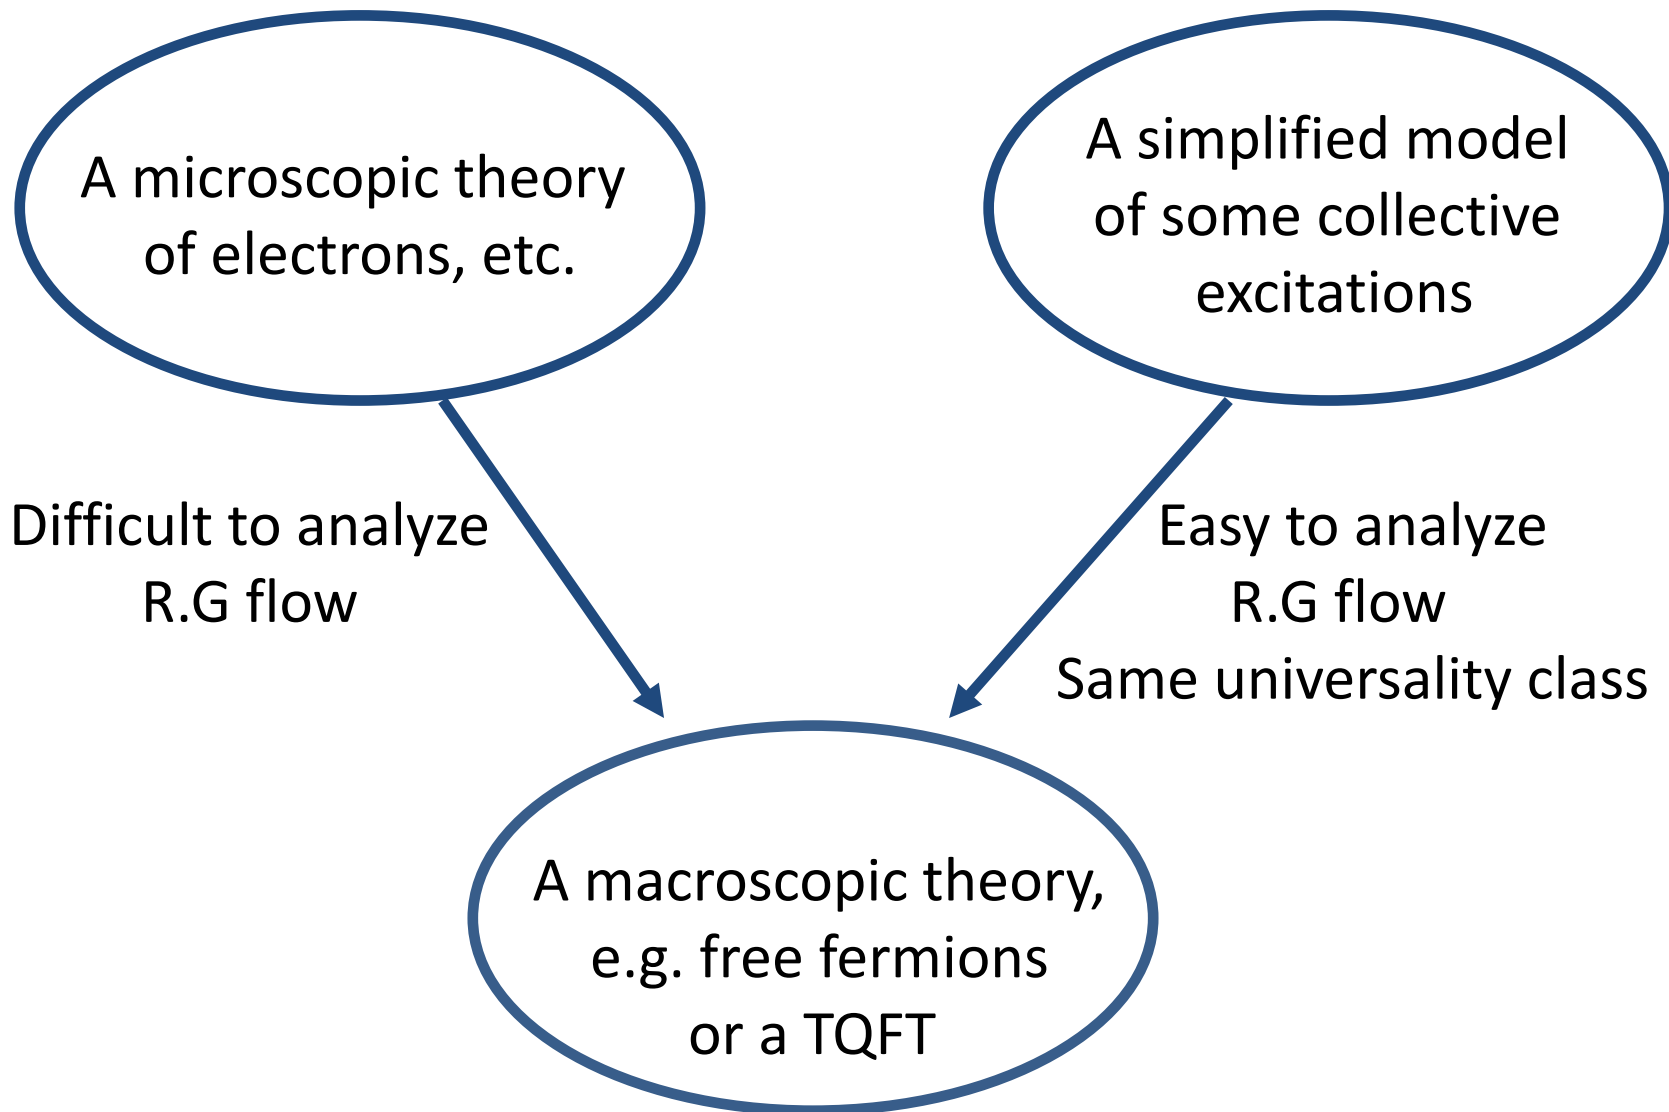 A microscopic theory
of electrons, etc.
A simplified model
of some collective
excitations
Difficult to analyze
R.G flow
Easy to analyze
R.G flow
Same universality class
A macroscopic theory,
e.g. free fermions
or a TQFT